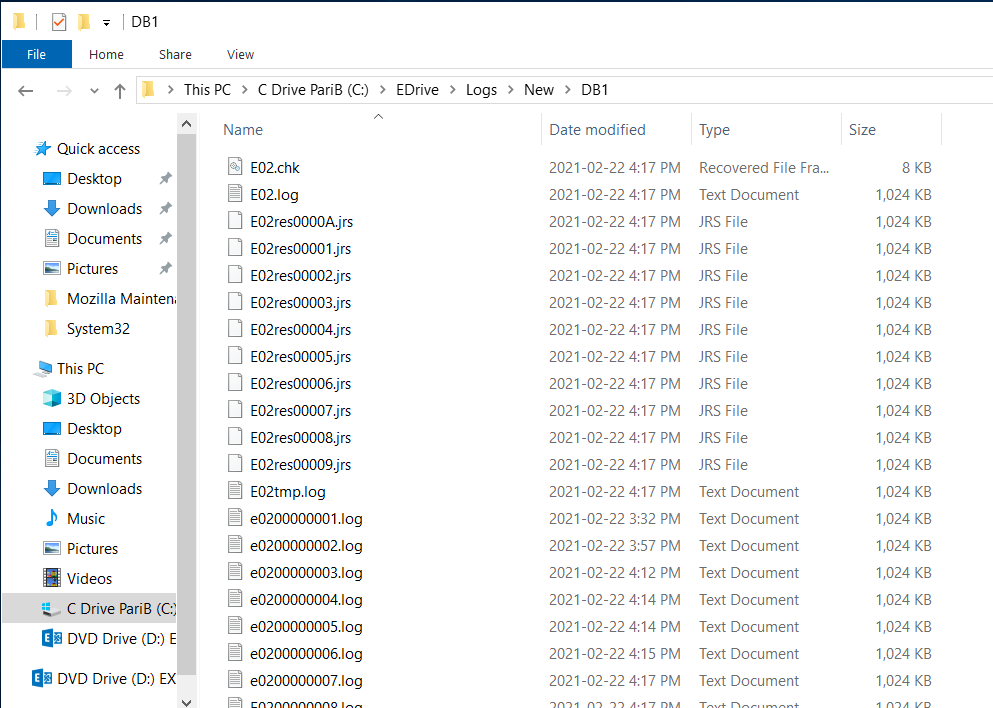 DB1
File Home Share View
This PC > C Drive PariB (C:) > EDrive > Logs > New > DB1
Quick access
Desktop
Downloads
Documents
Pictures
Mozilla Mainten
System32
This PC
3D Objects
Desktop
Documents
Downloads
Music
Pictures
Videos
C Drive PariB (C:)
DVD Drive (D:) E
DVD Drive (D:) EX
Name Date modified Type Size
E02.chk 2021-02-22 4:17 PM Recovered File Fra... 8 KB
E02.log 2021-02-22 4:17 PM Text Document 1,024 KB
E02res0000A.jrs 2021-02-22 4:17 PM JRS File 1,024 KB
E02res00001.jrs 2021-02-22 4:17 PM JRS File 1,024 KB
E02res00002.jrs 2021-02-22 4:17 PM JRS File 1,024 KB
E02res00003.jrs 2021-02-22 4:17 PM JRS File 1,024 KB
E02res00004.jrs 2021-02-22 4:17 PM JRS File 1,024 KB
E02res00005.jrs 2021-02-22 4:17 PM JRS File 1,024 KB
E02res00006.jrs 2021-02-22 4:17 PM JRS File 1,024 KB
E02res00007.jrs 2021-02-22 4:17 PM JRS File 1,024 KB
E02res00008.jrs 2021-02-22 4:17 PM JRS File 1,024 KB
E02res00009.jrs 2021-02-22 4:17 PM JRS File 1,024 KB
E02tmp.log 2021-02-22 4:17 PM Text Document 1,024 KB
e0200000001.log 2021-02-22 3:32 PM Text Document 1,024 KB
e0200000002.log 2021-02-22 3:57 PM Text Document 1,024 KB
e0200000003.log 2021-02-22 4:12 PM Text Document 1,024 KB
e0200000004.log 2021-02-22 4:14 PM Text Document 1,024 KB
e0200000005.log 2021-02-22 4:14 PM Text Document 1,024 KB
e0200000006.log 2021-02-22 4:15 PM Text Document 1,024 KB
e0200000007.log 2021-02-22 4:17 PM Text Document 1,024 KB
E0200000008.log 2021-02-22 4:17 PM Text Document 1,024 KB